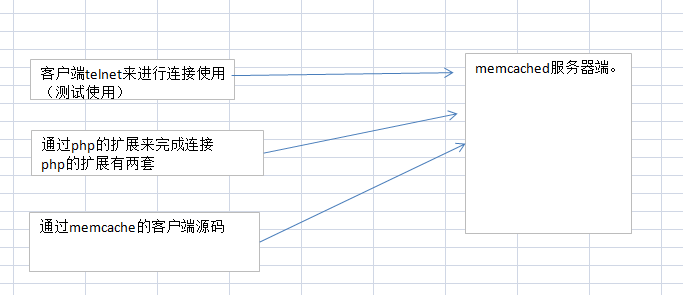 客户端telnet来进行连接使用
（测试使用）
memcached服务器端。
通过php的扩展来完成连接
php的扩展有两套
通过memcache的客户端源码